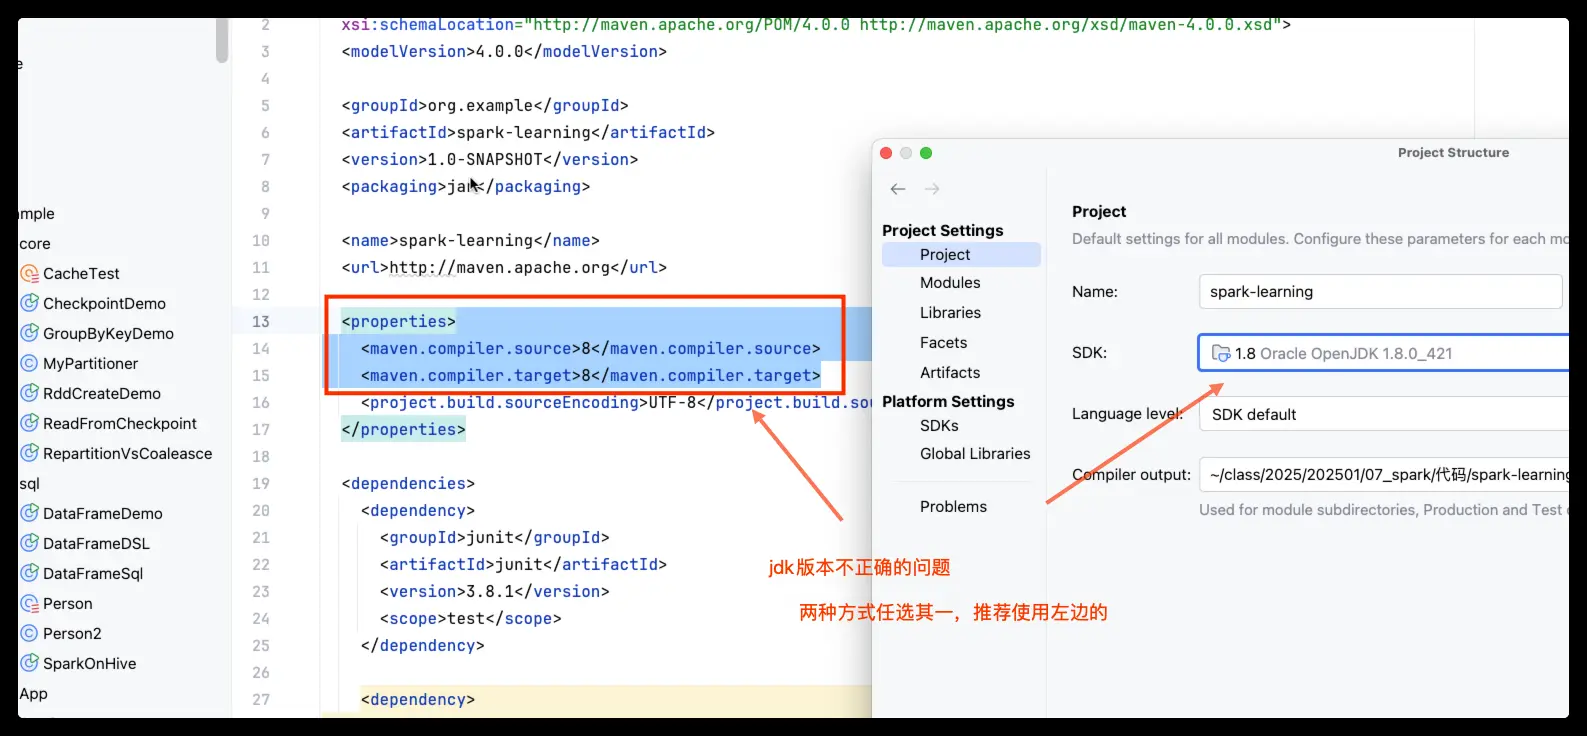 e
ample
core
CacheTest
CheckpointDemo
GroupByKeyDemo
MyPartitioner
RddCreateDemo
ReadFromCheckpoint
RepartitionVsCoaleasce
sql
DataFrameDemo
DataFrameDSL
DataFrameSql
Person
Person2
SparkOnHive
App
2 xsi:schemaLocation="http://maven.apache.org/POM/4.0.0 http://maven.apache.org/xsd/maven-4.0.0.xsd">
3 <modelVersion>4.0.0</modelVersion>
4
5 <groupId>org.example</groupId>
6 <artifactId>spark-learning</artifactId>
7 <version>1.0-SNAPSHOT</version>
8 <packaging>jar</packaging>
9
10 <name>spark-learning</name>
11 <url>http://maven.apache.org</url>
12
13 <properties>
14 <maven.compiler.source>8</maven.compiler.source>
15 <maven.compiler.target>8</maven.compiler.target>
16 <project.build.sourceEncoding>UTF-8</project.build.sou
17 </properties>
18
19 <dependencies>
20 <dependency>
21 <groupId>junit</groupId>
22 <artifactId>junit</artifactId>
23 <version>3.8.1</version>
24 <scope>test</scope>
25 </dependency>
26
27 <dependency>
Project Structure
Project Settings
Project
Modules
Libraries
Facets
Artifacts
Platform Settings
SDKs
Global Libraries
Problems
Project
Default settings for all modules. Configure these parameters for each mo
Name: spark-learning
SDK: 1.8 Oracle OpenJDK 1.8.0_421
Language level: SDK default
Compiler output: ~/class/2025/202501/07_spark/代码/spark-learning
Used for module subdirectories, Production and Test
jdk版本不正确的问题
两种方式任选其一，推荐使用左边的